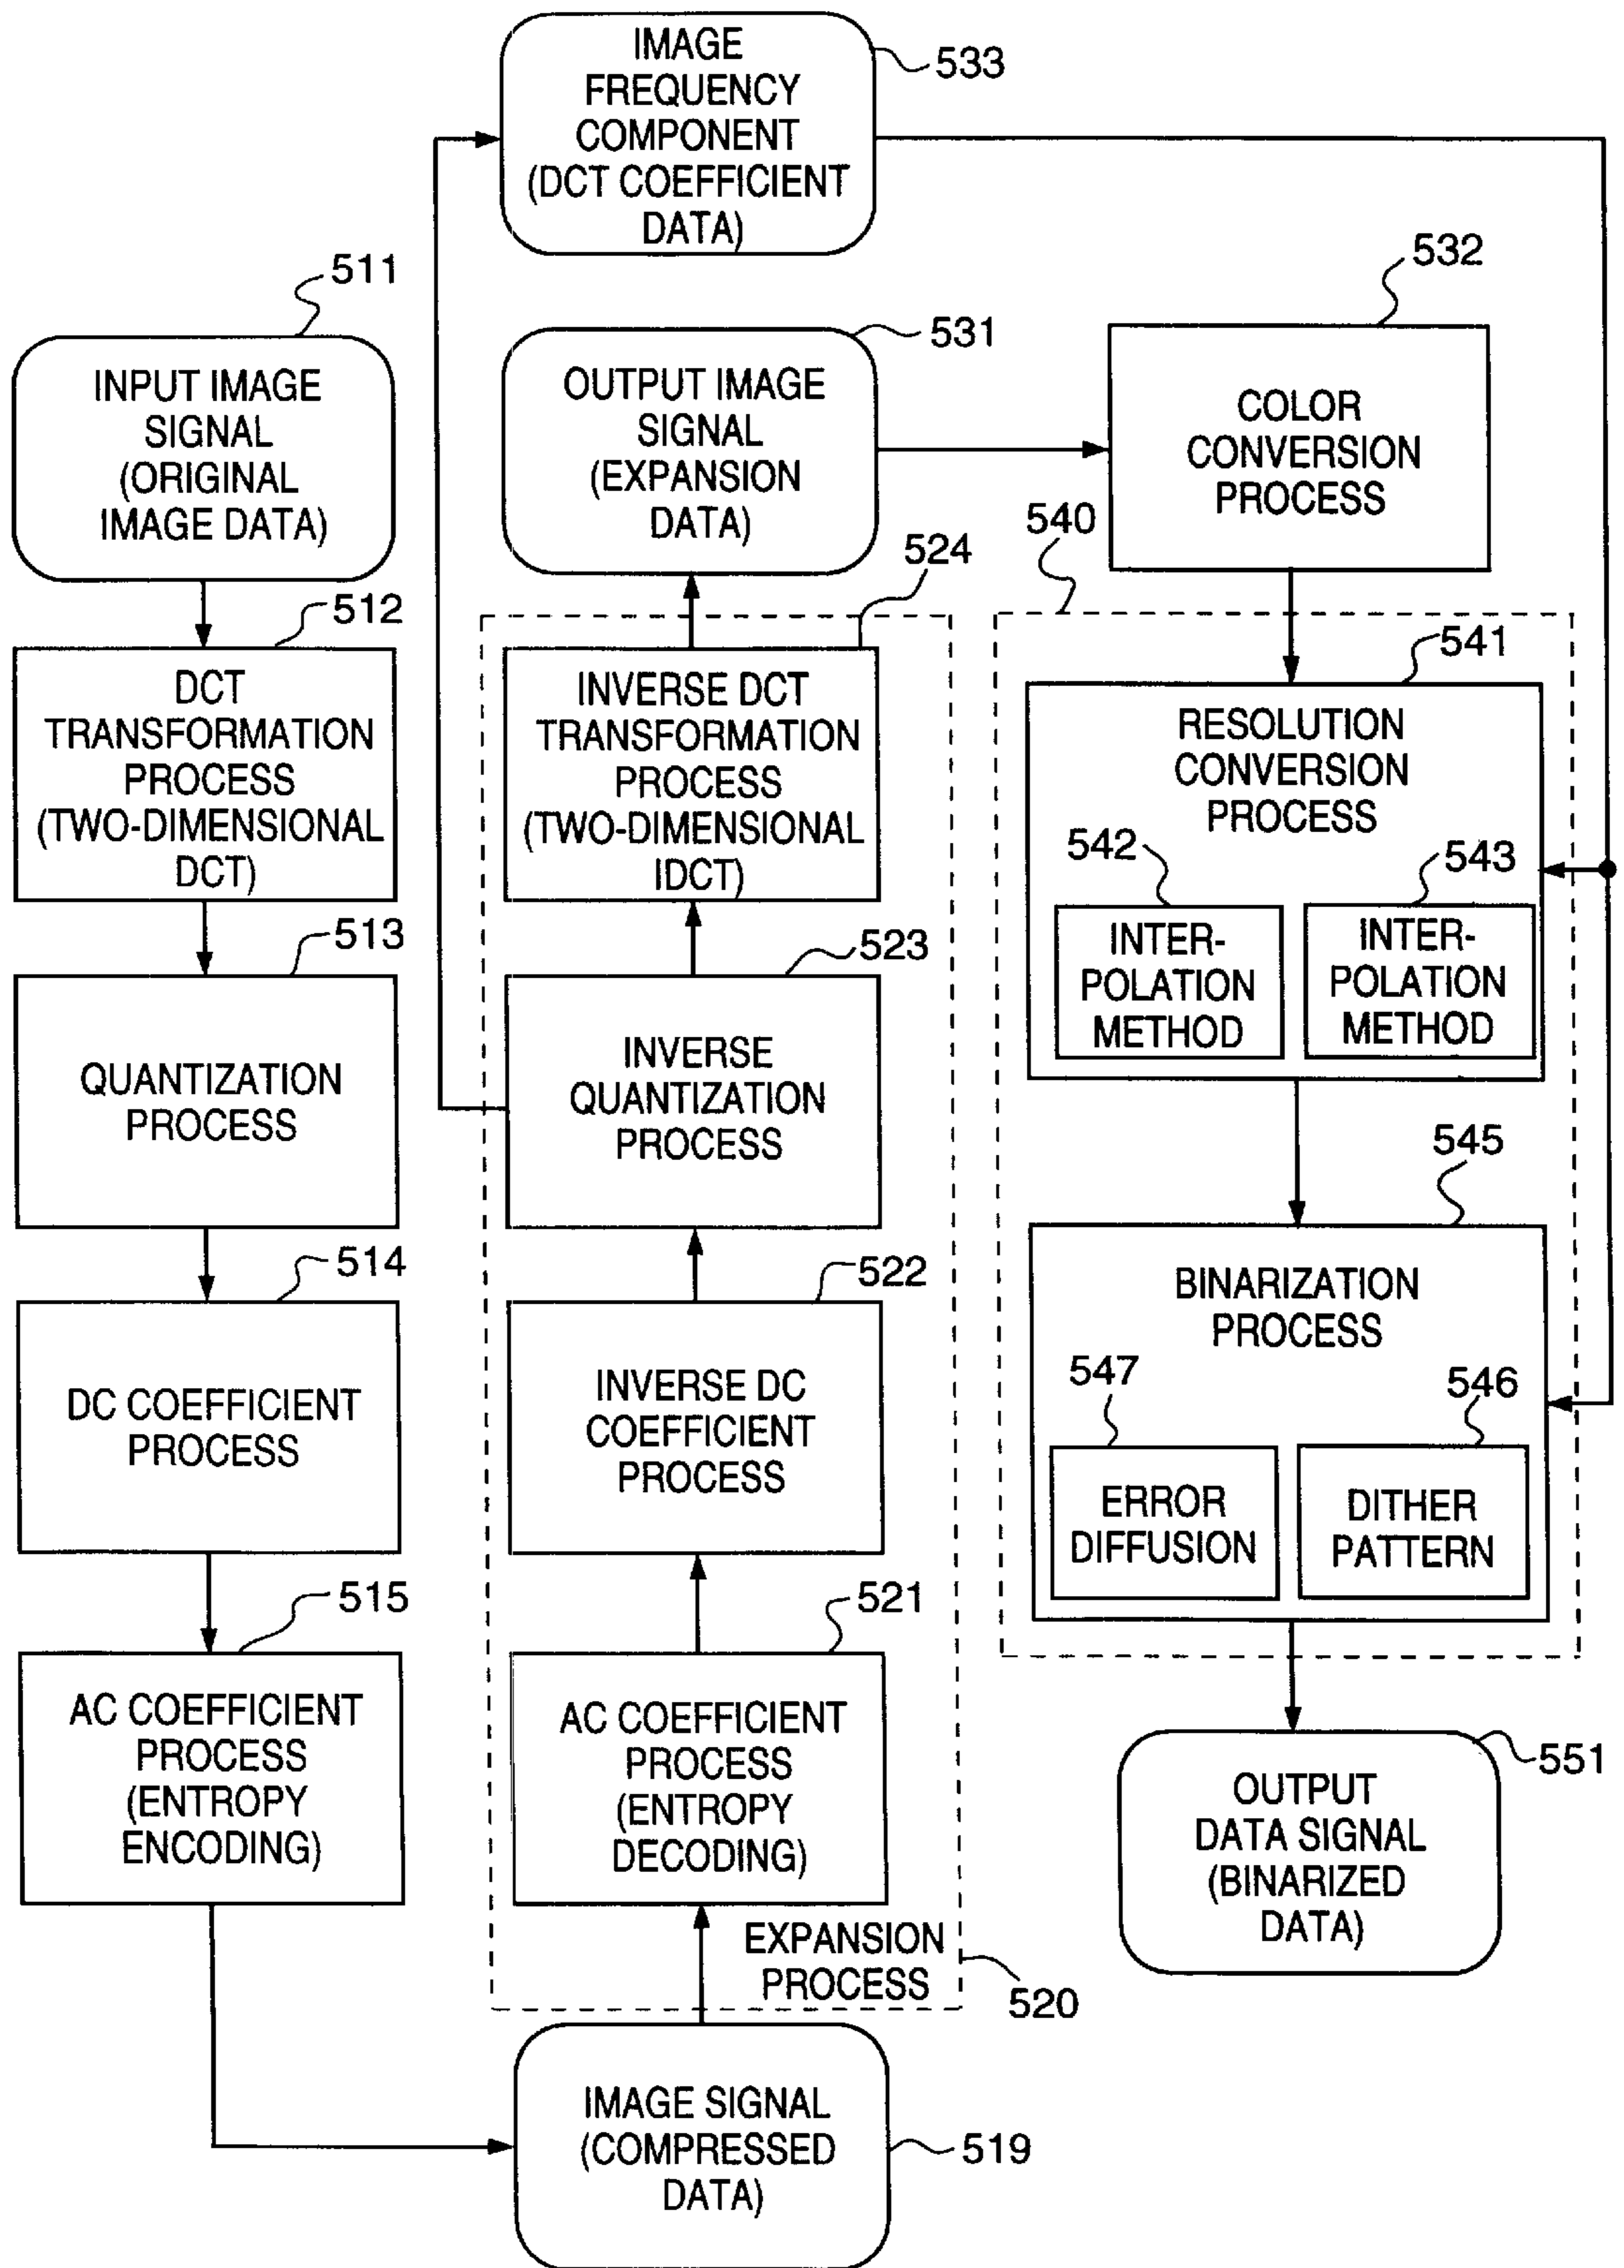 IMAGE
FREQUENCY
COMPONENT
(DCT COEFFICIENT
DATA)
533
511
INPUT IMAGE
SIGNAL
(ORIGINAL
IMAGE DATA)
512
DCT
TRANSFORMATION
PROCESS
(TWO-DIMENSIONAL
DCT)
513
QUANTIZATION
PROCESS
514
DC COEFFICIENT
PROCESS
515
AC COEFFICIENT
PROCESS
(ENTROPY
ENCODING)
531
OUTPUT IMAGE
SIGNAL
(EXPANSION
DATA)
524
INVERSE DCT
TRANSFORMATION
PROCESS
(TWO-DIMENSIONAL
IDCT)
523
INVERSE
QUANTIZATION
PROCESS
522
INVERSE DC
COEFFICIENT
PROCESS
521
AC COEFFICIENT
PROCESS
(ENTROPY
DECODING)
EXPANSION
PROCESS
520
IMAGE SIGNAL
(COMPRESSED
DATA)
519
532
COLOR
CONVERSION
PROCESS
540
541
RESOLUTION
CONVERSION
PROCESS
542
INTER-
POLATION
METHOD
543
INTER-
POLATION
METHOD
545
BINARIZATION
PROCESS
547
ERROR
DIFFUSION
546
DITHER
PATTERN
551
OUTPUT
DATA SIGNAL
(BINARIZED
DATA)